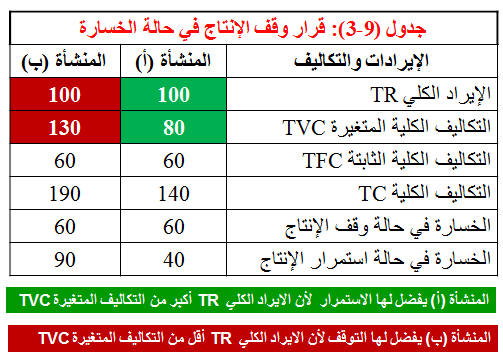 جدول (9-3): قرار وقف الإنتاج في حالة الخسارة
الإيرادات والتكاليف المنشأة (أ) المنشأة (ب)
الإيراد الكلي TR 100 100
التكاليف الكلية المتغيرة TVC 80 130
التكاليف الكلية الثابتة TFC 60 60
التكاليف الكلية TC 140 190
الخسارة في حالة وقف الإنتاج 60 60
الخسارة في حالة استمرار الإنتاج 40 90
المنشأة (أ) يفضل لها الاستمرار لأن الايراد الكلي TR أكبر من التكاليف المتغيرة TVC
المنشأة (ب) يفضل لها التوقف لأن الايراد الكلي TR أقل من التكاليف المتغيرة TVC